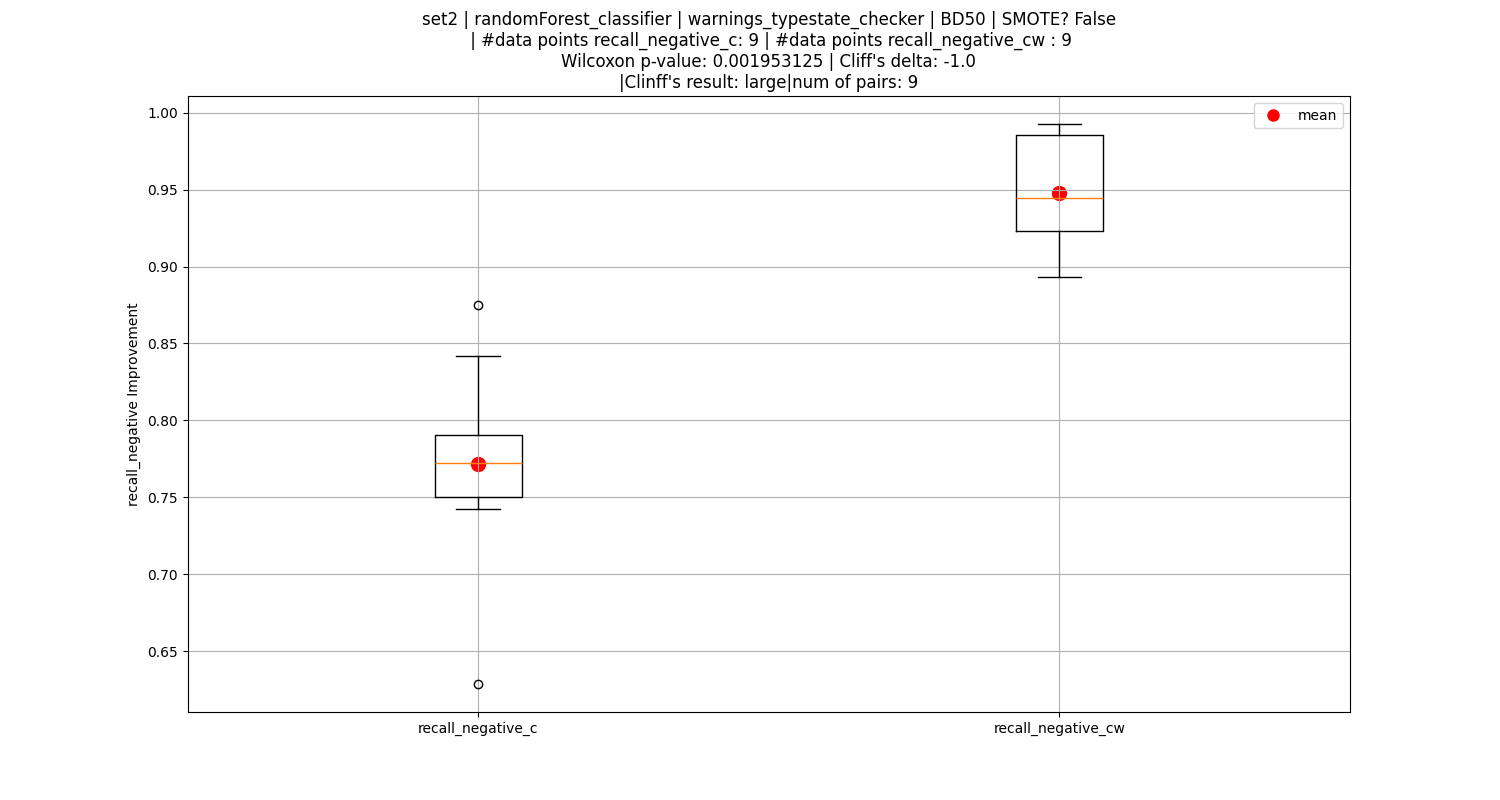 set2 | randomForest_classifier | warnings_typestate_checker | BD50 | SMOTE? False
| #data points recall_negative_c: 9 | #data points recall_negative_cw : 9
Wilcoxon p-value: 0.001953125 | Cliff's delta: -1.0
|Clinff's result: large|num of pairs: 9
mean
recall_negative Improvement
1.00
0.95
0.90
0.85
0.80
0.75
0.70
0.65
recall_negative_c
recall_negative_cw